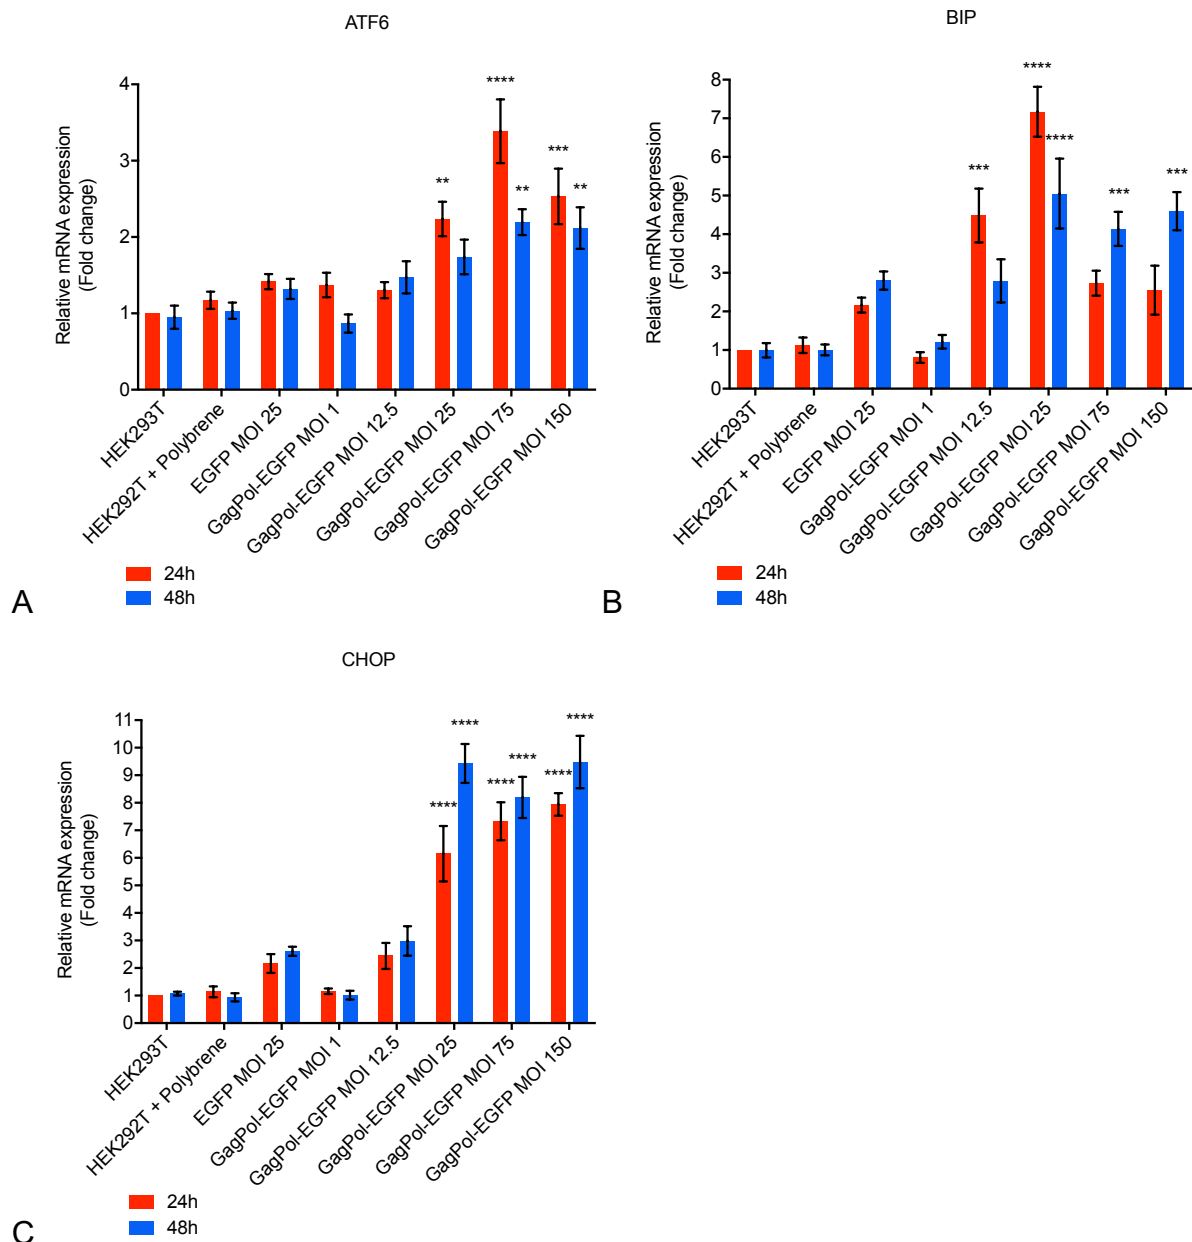 ATF6
Relative mRNA expression
(Fold change)
4
3
2
1
0
****
***
**
**
**
HEK293T
HEK292T + Polybrene
EGFP MOI 25
GagPol-EGFP MOI 1
GagPol-EGFP MOI 12.5
GagPol-EGFP MOI 25
GagPol-EGFP MOI 75
GagPol-EGFP MOI 150
24h
48h
A
BIP
Relative mRNA expression
(Fold change)
8
7
6
5
4
3
2
1
0
****
****
***
***
***
HEK293T
HEK292T + Polybrene
EGFP MOI 25
GagPol-EGFP MOI 1
GagPol-EGFP MOI 12.5
GagPol-EGFP MOI 25
GagPol-EGFP MOI 75
GagPol-EGFP MOI 150
24h
48h
B
CHOP
Relative mRNA expression
(Fold change)
11
10
9
8
7
6
5
4
3
2
1
0
****
****
****
****
****
****
HEK293T
HEK292T + Polybrene
EGFP MOI 25
GagPol-EGFP MOI 1
GagPol-EGFP MOI 12.5
GagPol-EGFP MOI 25
GagPol-EGFP MOI 75
GagPol-EGFP MOI 150
24h
48h
C